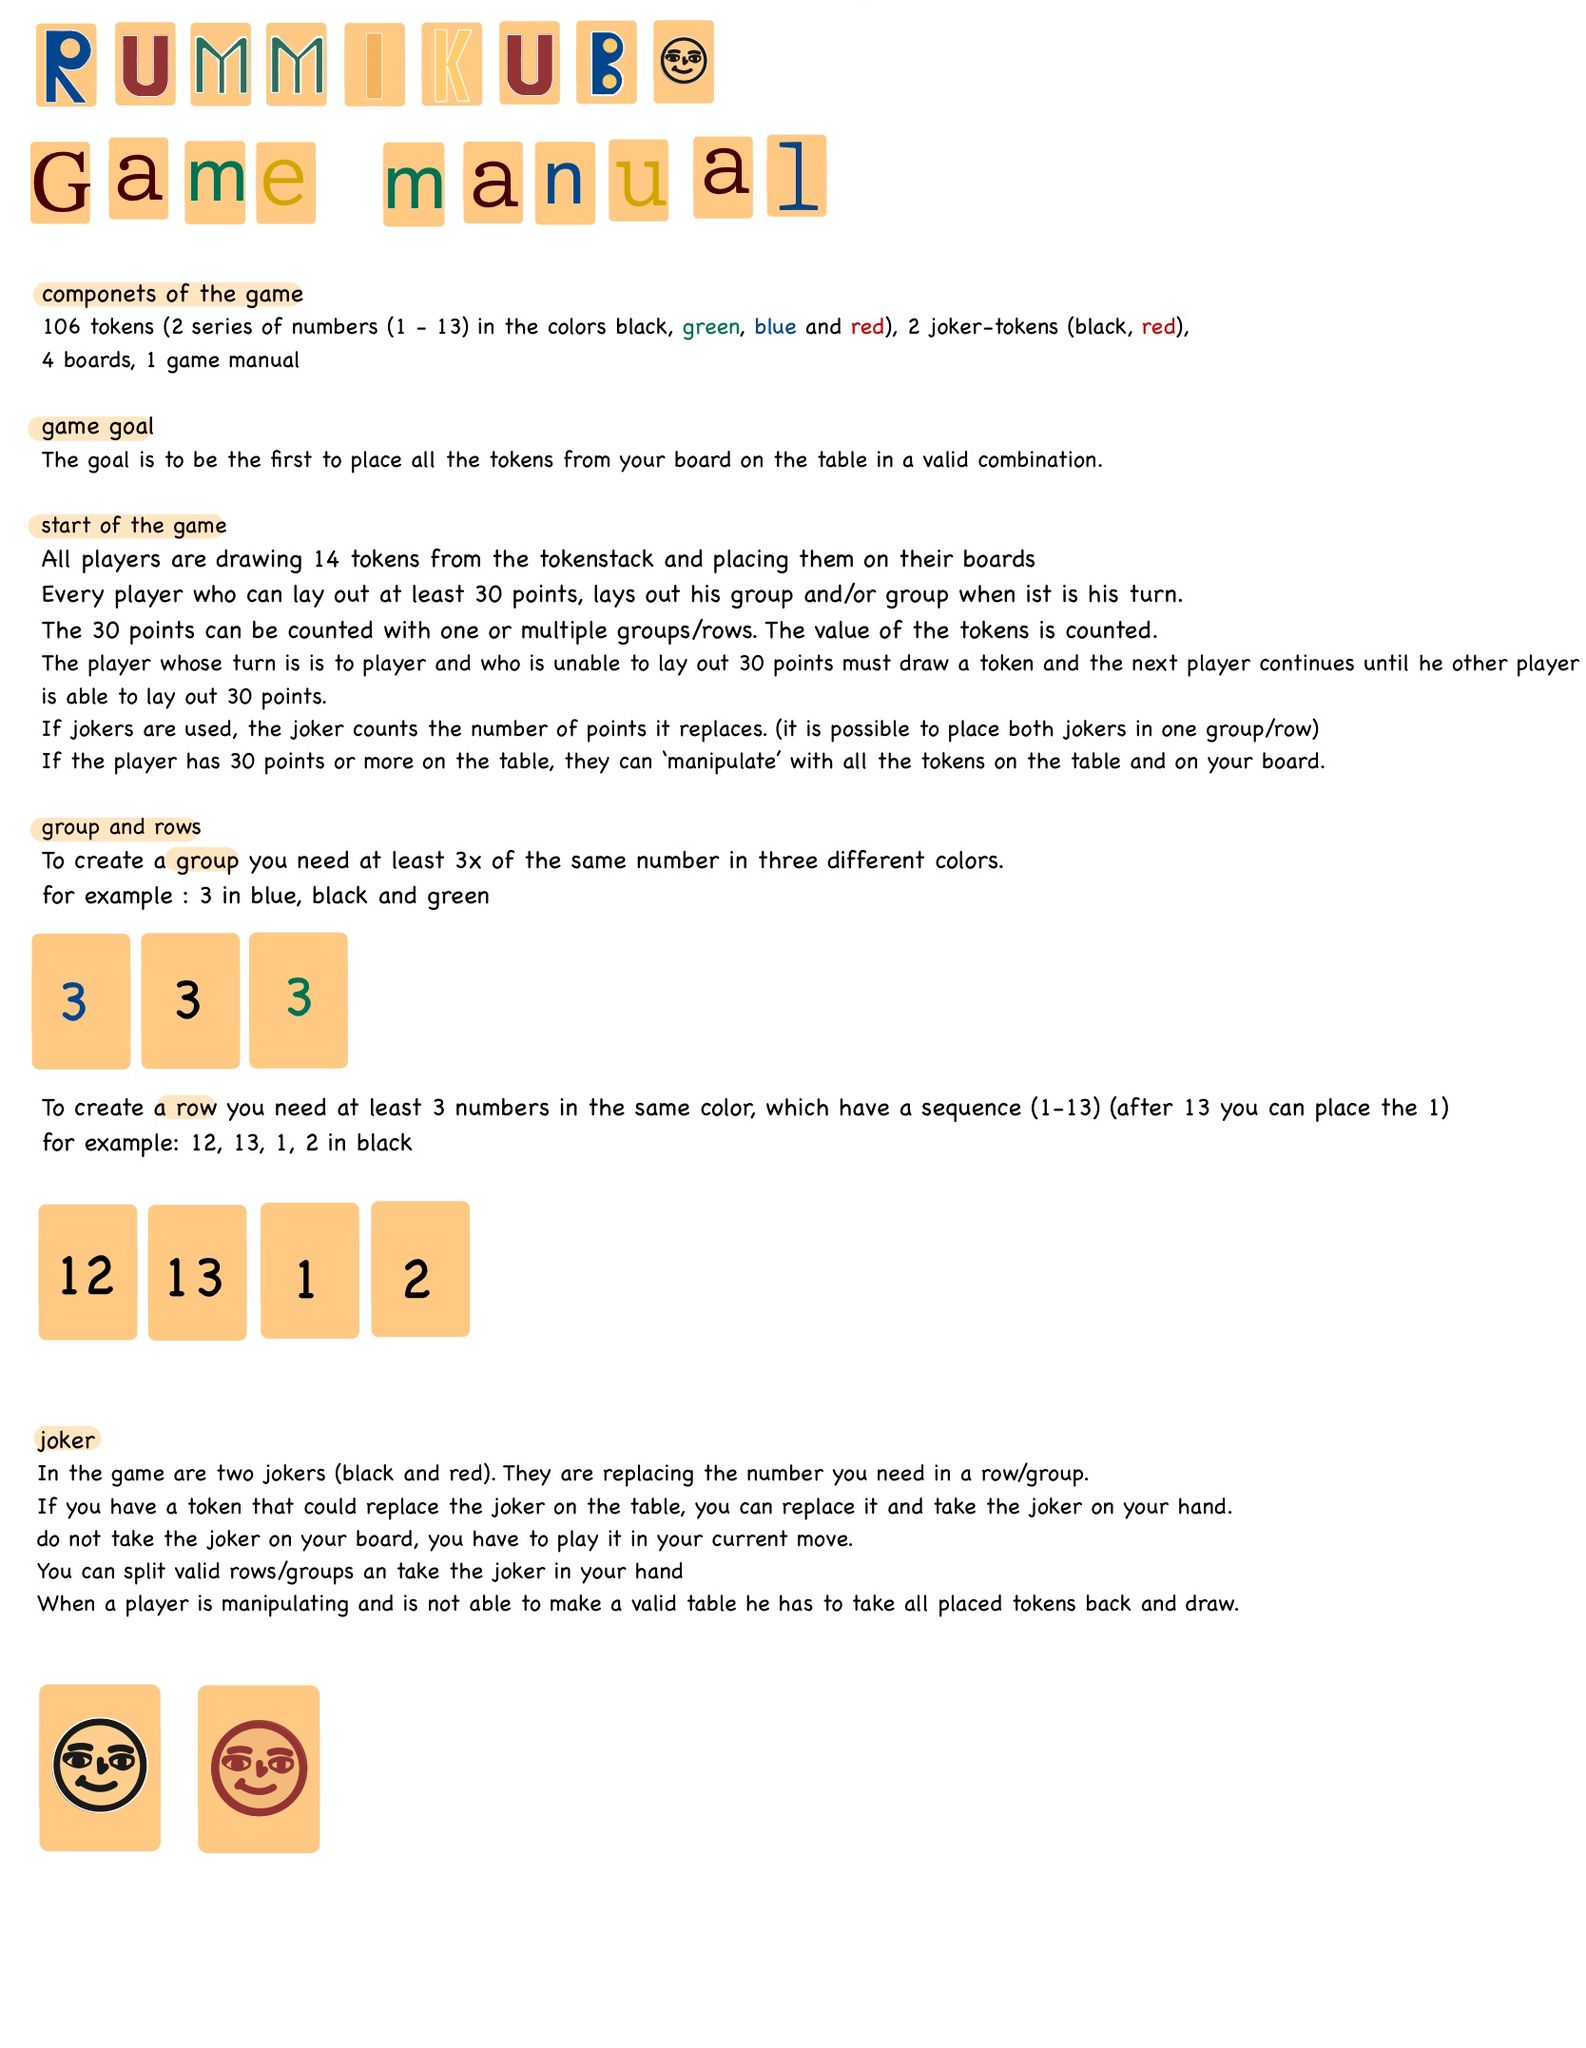 RUMMIKUB
Game manual
componets of the game
106 tokens (2 series of numbers (1 - 13) in the colors black, green, blue and red), 2 joker-tokens (black, red),
4 boards, 1 game manual
game goal
The goal is to be the first to place all the tokens from your board on the table in a valid combination.
start of the game
All players are drawing 14 tokens from the tokenstack and placing them on their boards
Every player who can lay out at least 30 points, lays out his group and/or group when ist is his turn.
The 30 points can be counted with one or multiple groups/rows. The value of the tokens is counted.
The player whose turn is is to player and who is unable to lay out 30 points must draw a token and the next player continues until he other player
is able to lay out 30 points.
If jokers are used, the joker counts the number of points it replaces. (it is possible to place both jokers in one group/row)
If the player has 30 points or more on the table, they can ‘manipulate’ with all the tokens on the table and on your board.
group and rows
To create a group you need at least 3x of the same number in three different colors.
for example : 3 in blue, black and green
3 3 3
To create a row you need at least 3 numbers in the same color, which have a sequence (1-13) (after 13 you can place the 1)
for example: 12, 13, 1, 2 in black
12 13 1 2
joker
In the game are two jokers (black and red). They are replacing the number you need in a row/group.
If you have a token that could replace the joker on the table, you can replace it and take the joker on your hand.
do not take the joker on your board, you have to play it in your current move.
You can split valid rows/groups an take the joker in your hand
When a player is manipulating and is not able to make a valid table he has to take all placed tokens back and draw.